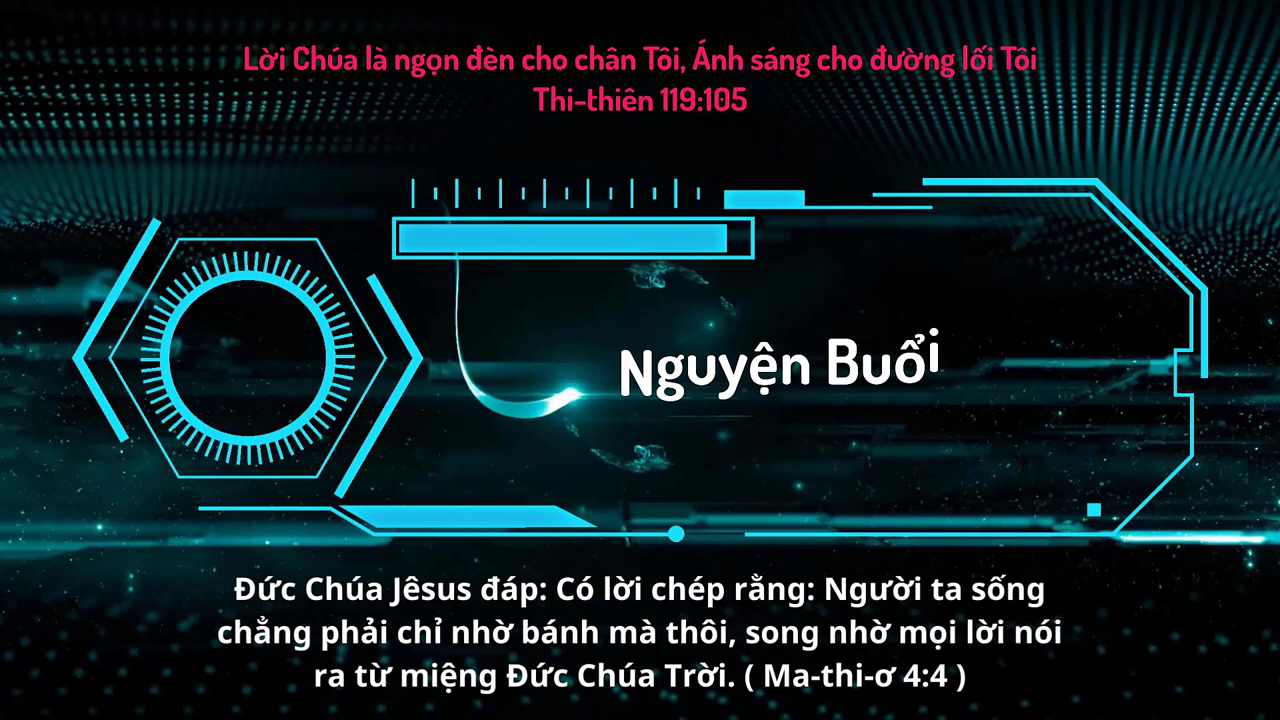 Lời Chúa là ngọn đèn cho chân Tôi, Ánh sáng cho đường lối Tôi
Thi-thiên 119:105
Nguyện Buổi
Đức Chúa Jêsus đáp: Có lời chép rằng: Người ta sống
chẳng phải chỉ nhờ bánh mà thôi, song nhờ mọi lời nói
ra từ miệng Đức Chúa Trời. ( Ma-thi-ơ 4:4 )